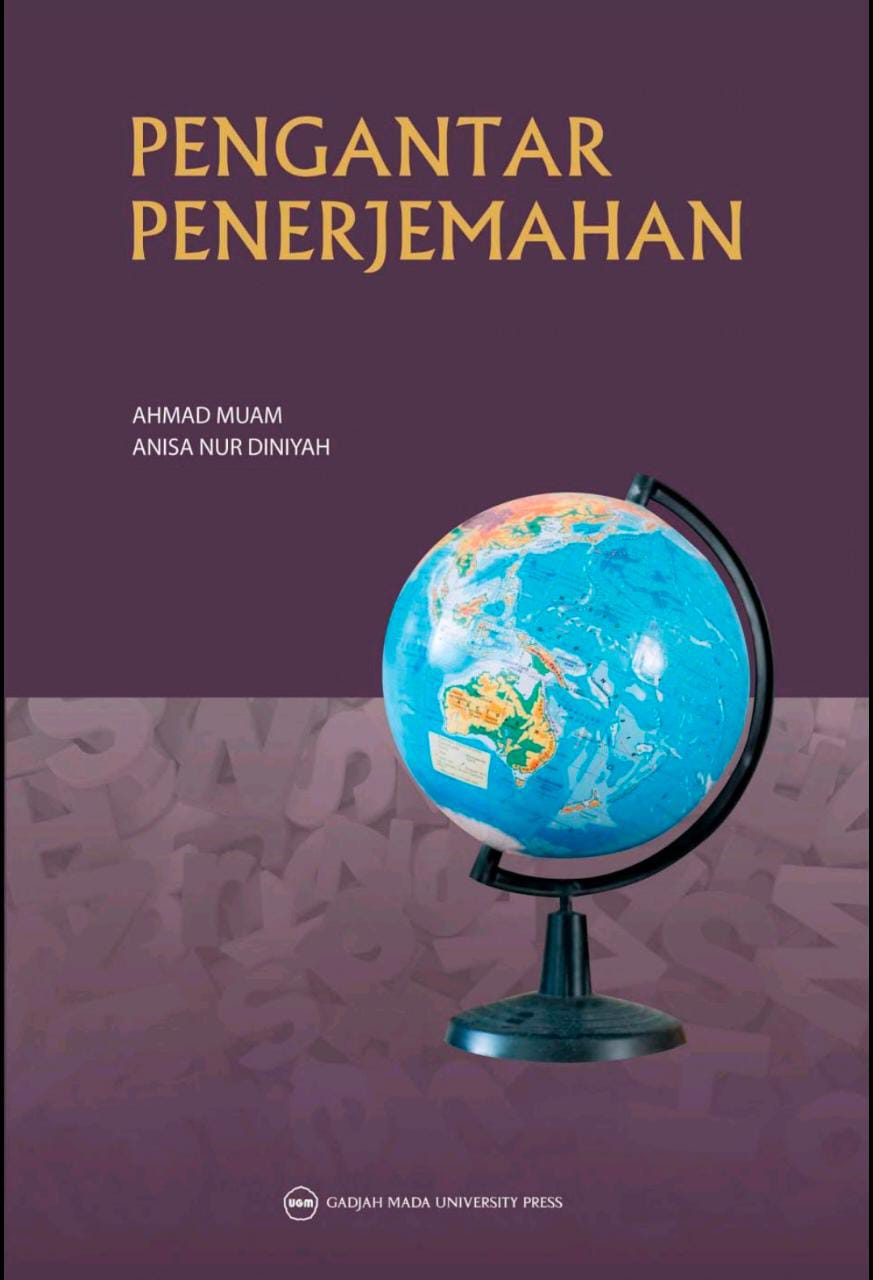 PENGANTAR
PENERJEMAHAN
AHMAD MUAM
ANISA NUR DINIYAH
UGM GADJAH MADA UNIVERSITY PRESS